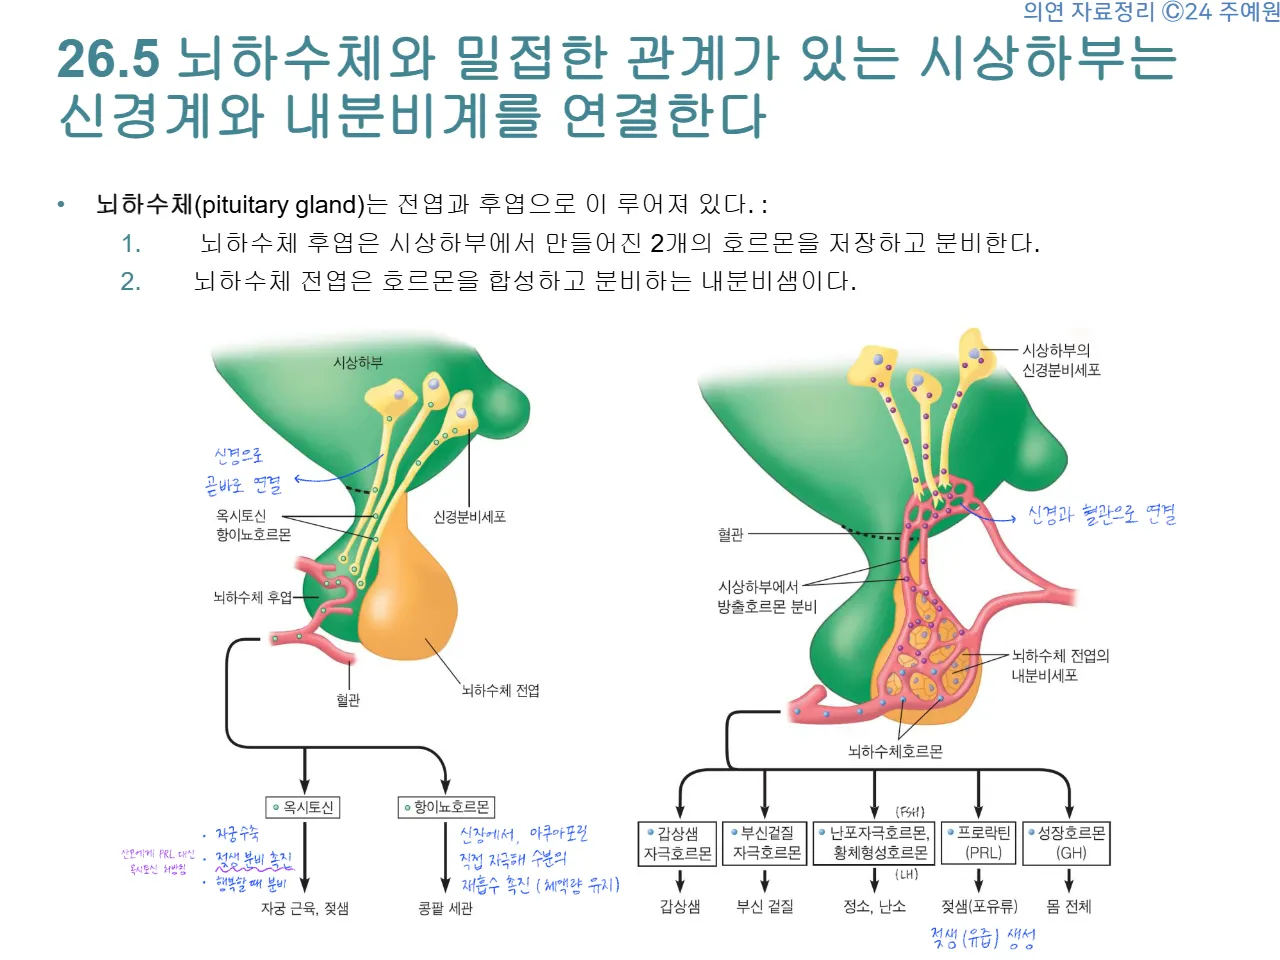 의연 자료정리 Ⓒ24 주예원
26.5 뇌하수체와 밀접한 관계가 있는 시상하부는
신경계와 내분비계를 연결한다
• 뇌하수체(pituitary gland)는 전엽과 후엽으로 이 루어져 있다. :
1. 뇌하수체 후엽은 시상하부에서 만들어진 2개의 호르몬을 저장하고 분비한다.
2. 뇌하수체 전엽은 호르몬을 합성하고 분비하는 내분비샘이다.
시상하부
신경으로
곧바로 연결
옥시토신
항이뇨호르몬
신경분비세포
뇌하수체 후엽
혈관
뇌하수체 전엽
옥시토신
항이뇨호르몬
• 자궁수축
• 젖샘 분비 촉진
• 행복할 때 분비
산모에게 PRL 대신
옥시토신 처방함
자궁 근육, 젖샘
신장에서, 아쿠아포린
직접 자극해 수분의
재흡수 촉진 (체액량 유지)
콩팥 세관
시상하부의
신경분비세포
신경과 혈관으로 연결
혈관
시상하부에서
방출호르몬 분비
뇌하수체 전엽의
내분비세포
뇌하수체호르몬
갑상샘
자극호르몬
부신겉질
자극호르몬
(FSH)
난포자극호르몬,
황체형성호르몬
(LH)
프로락틴
(PRL)
성장호르몬
(GH)
갑상샘
부신 겉질
정소, 난소
젖샘(포유류)
몸 전체
젖샘(유즙) 생성